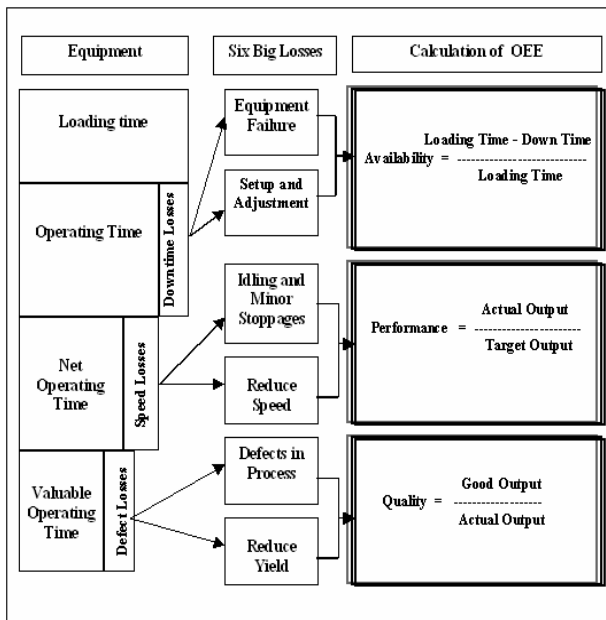 Equipment
Six Big Losses
Calculation of OEE
Loading time
Operating Time
Downtime Losses
Net
Operating
Time
Speed Losses
Valuable
Operating
Time
Defect Losses
Equipment
Failure
Setup and
Adjustment
Idling and
Minor
Stoppages
Reduce
Speed
Defects in
Process
Reduce
Yield
Loading Time - Down Time
Availability = ------------------------------
Loading Time
Actual Output
Performance = ----------------------
Target Output
Good Output
Quality = --------------------
Actual Output